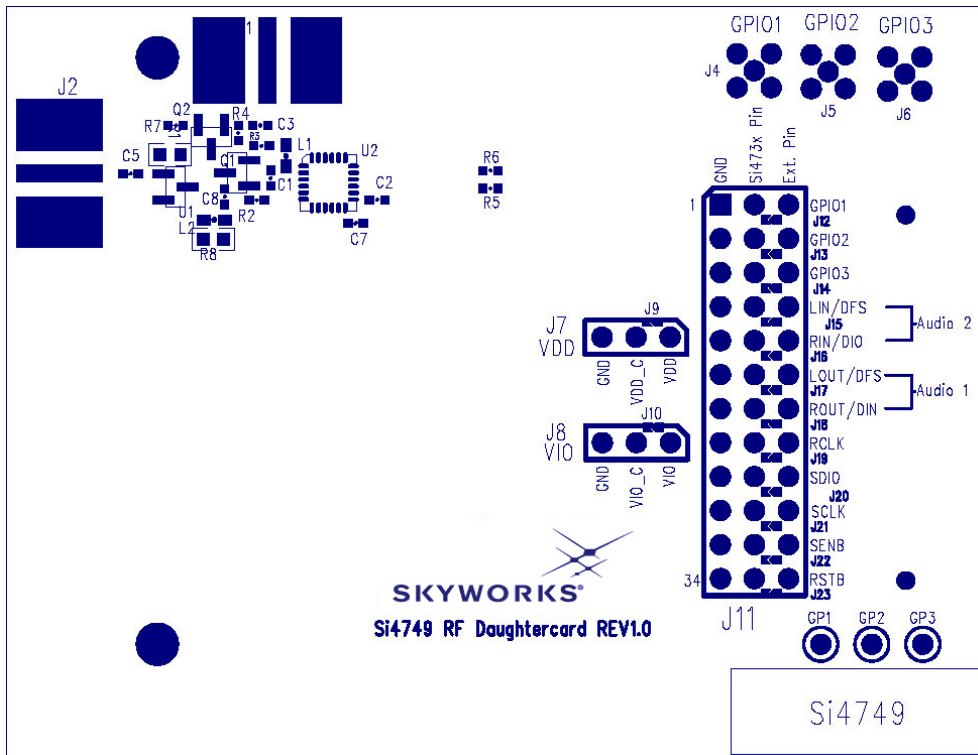 GPIO1 GPIO2 GPIO3
1
J4
J5
J6
J2
Q2
R4
R7
C3
R3
L1
U2
C5
Q1
C1
C8
R2
C2
U1
L2
R8
C7
R6
R5
GND
Si473x Pin
Ext. Pin
1
GPIO1
J12
GPIO2
J13
GPIO3
J14
LIN/DFS
J15
Audio 2
RIN/DIO
J16
LOUT/DFS
J17
Audio 1
ROUT/DIN
J18
RCLK
J19
SDIO
J20
SCLK
J21
SENB
J22
34
RSTB
J23
J11
J7
VDD
J9
GND
VDD_C
VDD
J8
VIO
J10
GND
VIO_C
VIO
SKYWORKS®
Si4749 RF Daughtercard REV1.0
GP1 GP2 GP3
Si4749